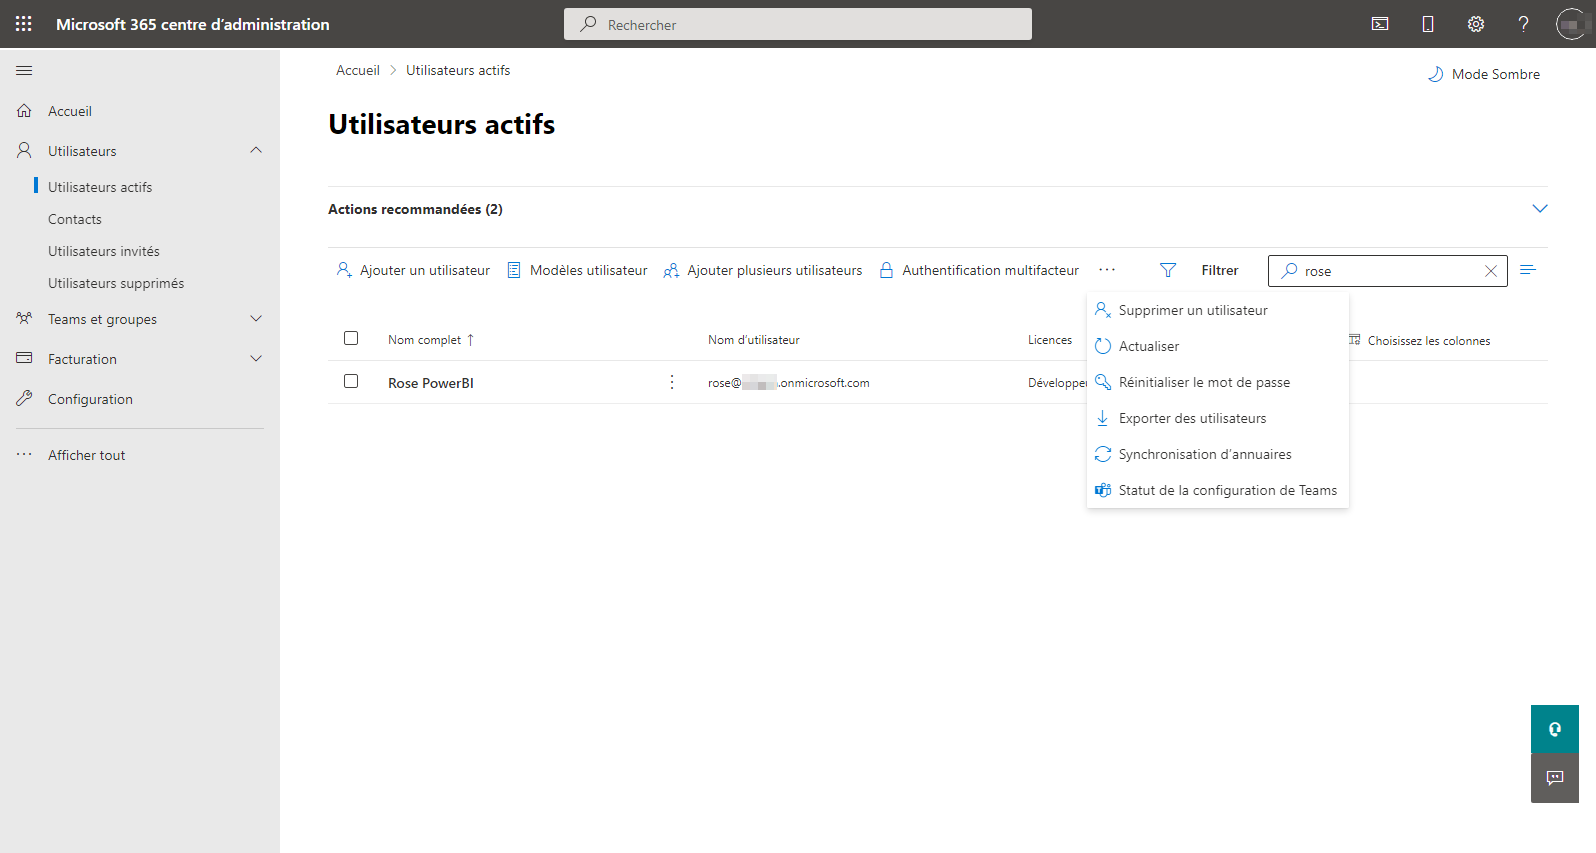 Microsoft 365 centre d'administration
Rechercher
Accueil
Utilisateurs
Utilisateurs actifs
Contacts
Utilisateurs invités
Utilisateurs supprimés
Teams et groupes
Facturation
Configuration
Afficher tout
Accueil > Utilisateurs actifs
Mode Sombre
Utilisateurs actifs
Actions recommandées (2)
Ajouter un utilisateur Modèles utilisateur Ajouter plusieurs utilisateurs Authentification multifacteur ... Filtrer rose
Supprimer un utilisateur
Actualiser
Réinitialiser le mot de passe
Exporter des utilisateurs
Synchronisation d'annuaires
Statut de la configuration de Teams
Nom complet ↑ Nom d'utilisateur Licences Choisissez les colonnes
Rose PowerBI rose@ .onmicrosoft.com